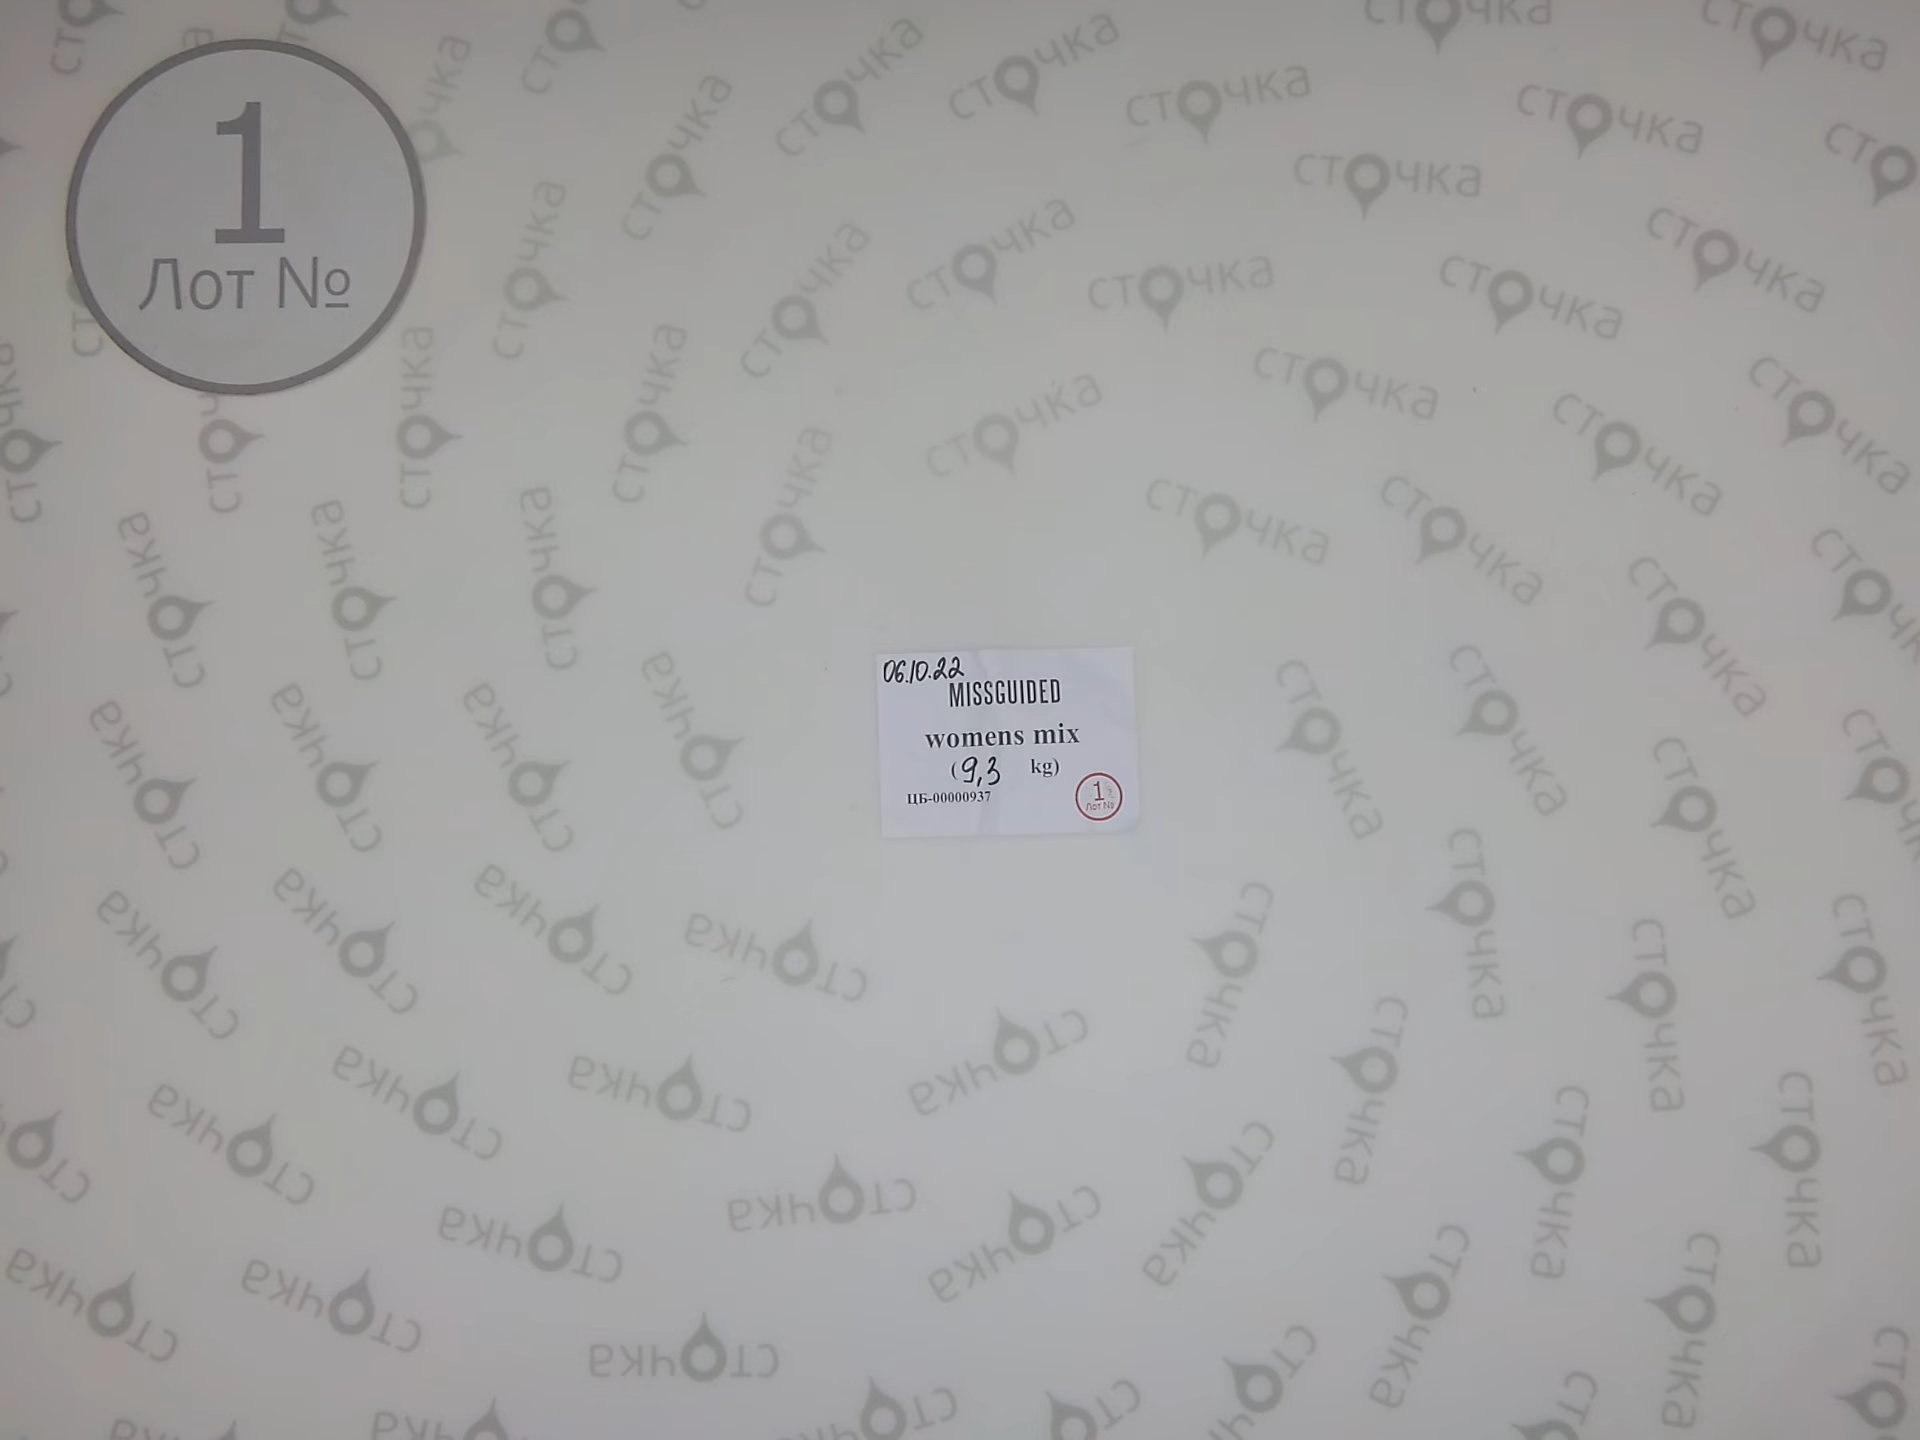 1
Лот №
06.10.22
MISSGUIDED
womens mix
(9,3 kg)
ЦБ-00000937
1
Лот №
сточка